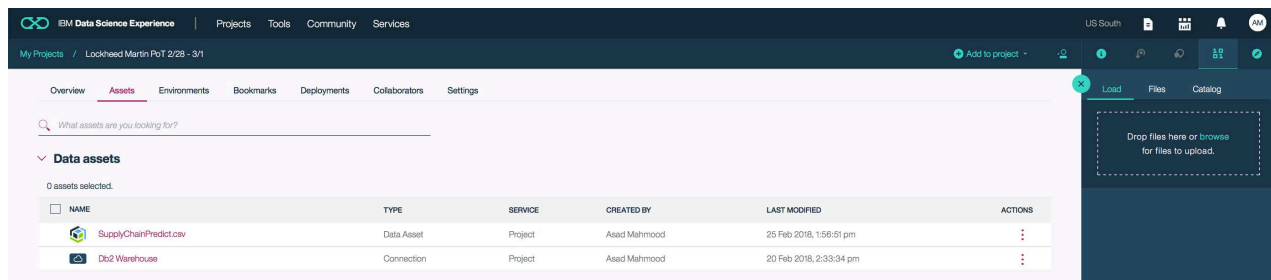 IBM Data Science Experience | Projects Tools Community Services US South AM
My Projects / Lockheed Martin PoT 2/28 - 3/1 Add to project
Overview Assets Environments Bookmarks Deployments Collaborators Settings
Load Files Catalog
What assets are you looking for?
Drop files here or browse
for files to upload.
Data assets
0 assets selected.
NAME TYPE SERVICE CREATED BY LAST MODIFIED ACTIONS
SupplyChainPredict.csv Data Asset Project Asad Mahmood 25 Feb 2018, 1:56:51 pm
Db2 Warehouse Connection Project Asad Mahmood 20 Feb 2018, 2:33:34 pm